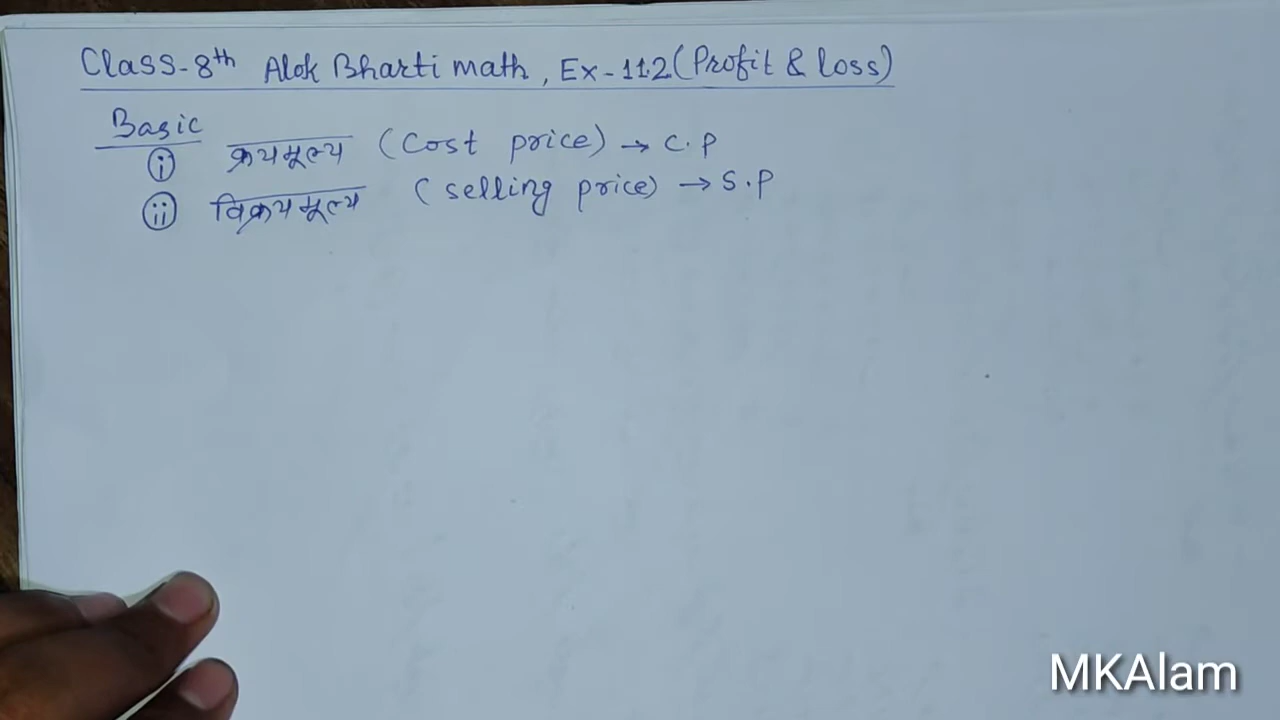 Class-8th Alok Bharti math, Ex-11.2 (Profit & loss)
Basic
(i) क्रयमूल्य (Cost price) → C.P
(ii) विक्रयमूल्य (selling price) → S.P
MKAlam